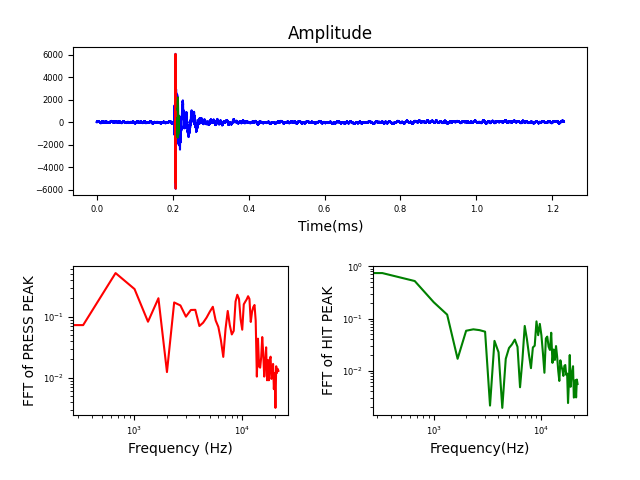 Amplitude
6000
4000
2000
0
−2000
−4000
−6000
0.0 0.2 0.4 0.6 0.8 1.0 1.2
Time(ms)
FFT of PRESS PEAK
10⁻¹
10⁻²
10³ 10⁴
Frequency (Hz)
FFT of HIT PEAK
10⁰
10⁻¹
10⁻²
10³ 10⁴
Frequency(Hz)